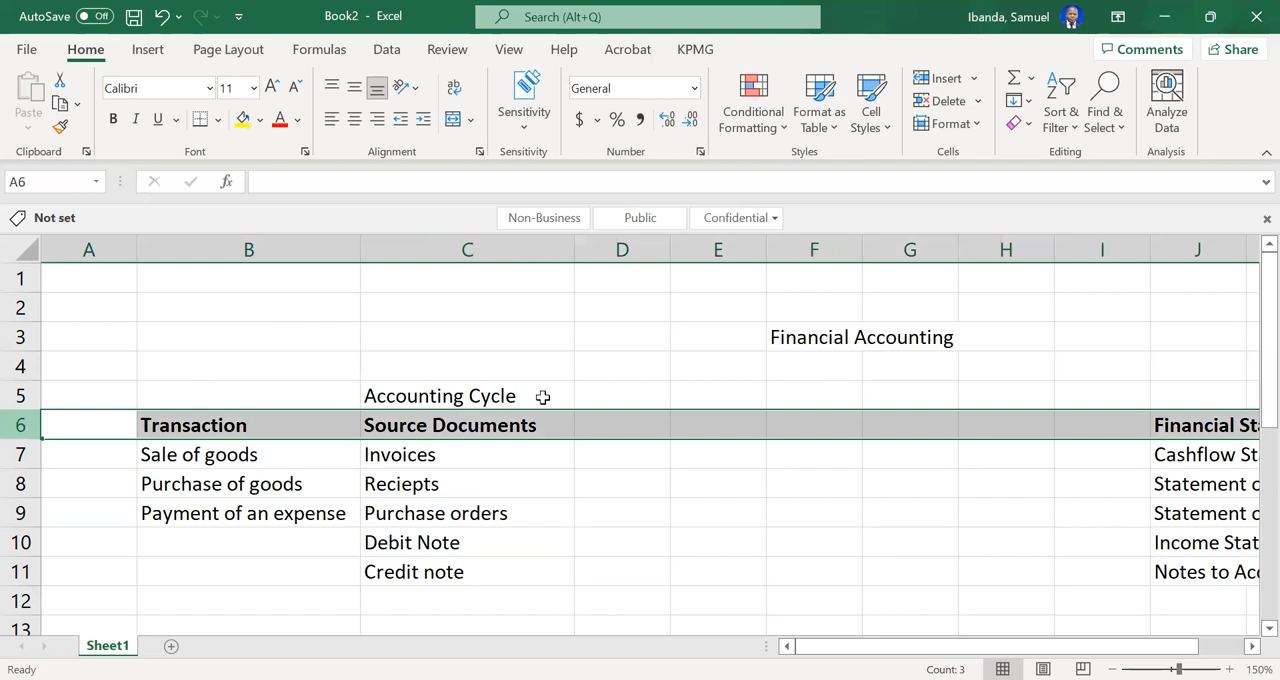 AutoSave Off Book2 - Excel Search (Alt+Q) Ibanda, Samuel
File Home Insert Page Layout Formulas Data Review View Help Acrobat KPMG Comments Share
Paste Calibri 11 General Insert
B I U $ % Sensitivity Conditional Formatting Format as Table Cell Styles Delete Format Sort & Filter Find & Select Analyze Data
Clipboard Font Alignment Sensitivity Number Styles Cells Editing Analysis
A6 fx
Not set Non-Business Public Confidential
A B C D E F G H I J
1
2
3 Financial Accounting
4
5 Accounting Cycle
6 Transaction Source Documents Financial Sta
7 Sale of goods Invoices Cashflow St
8 Purchase of goods Reciepts Statement o
9 Payment of an expense Purchase orders Statement o
10 Debit Note Income Stat
11 Credit note Notes to Acc
12
13
Sheet1
Ready Count: 3 150%